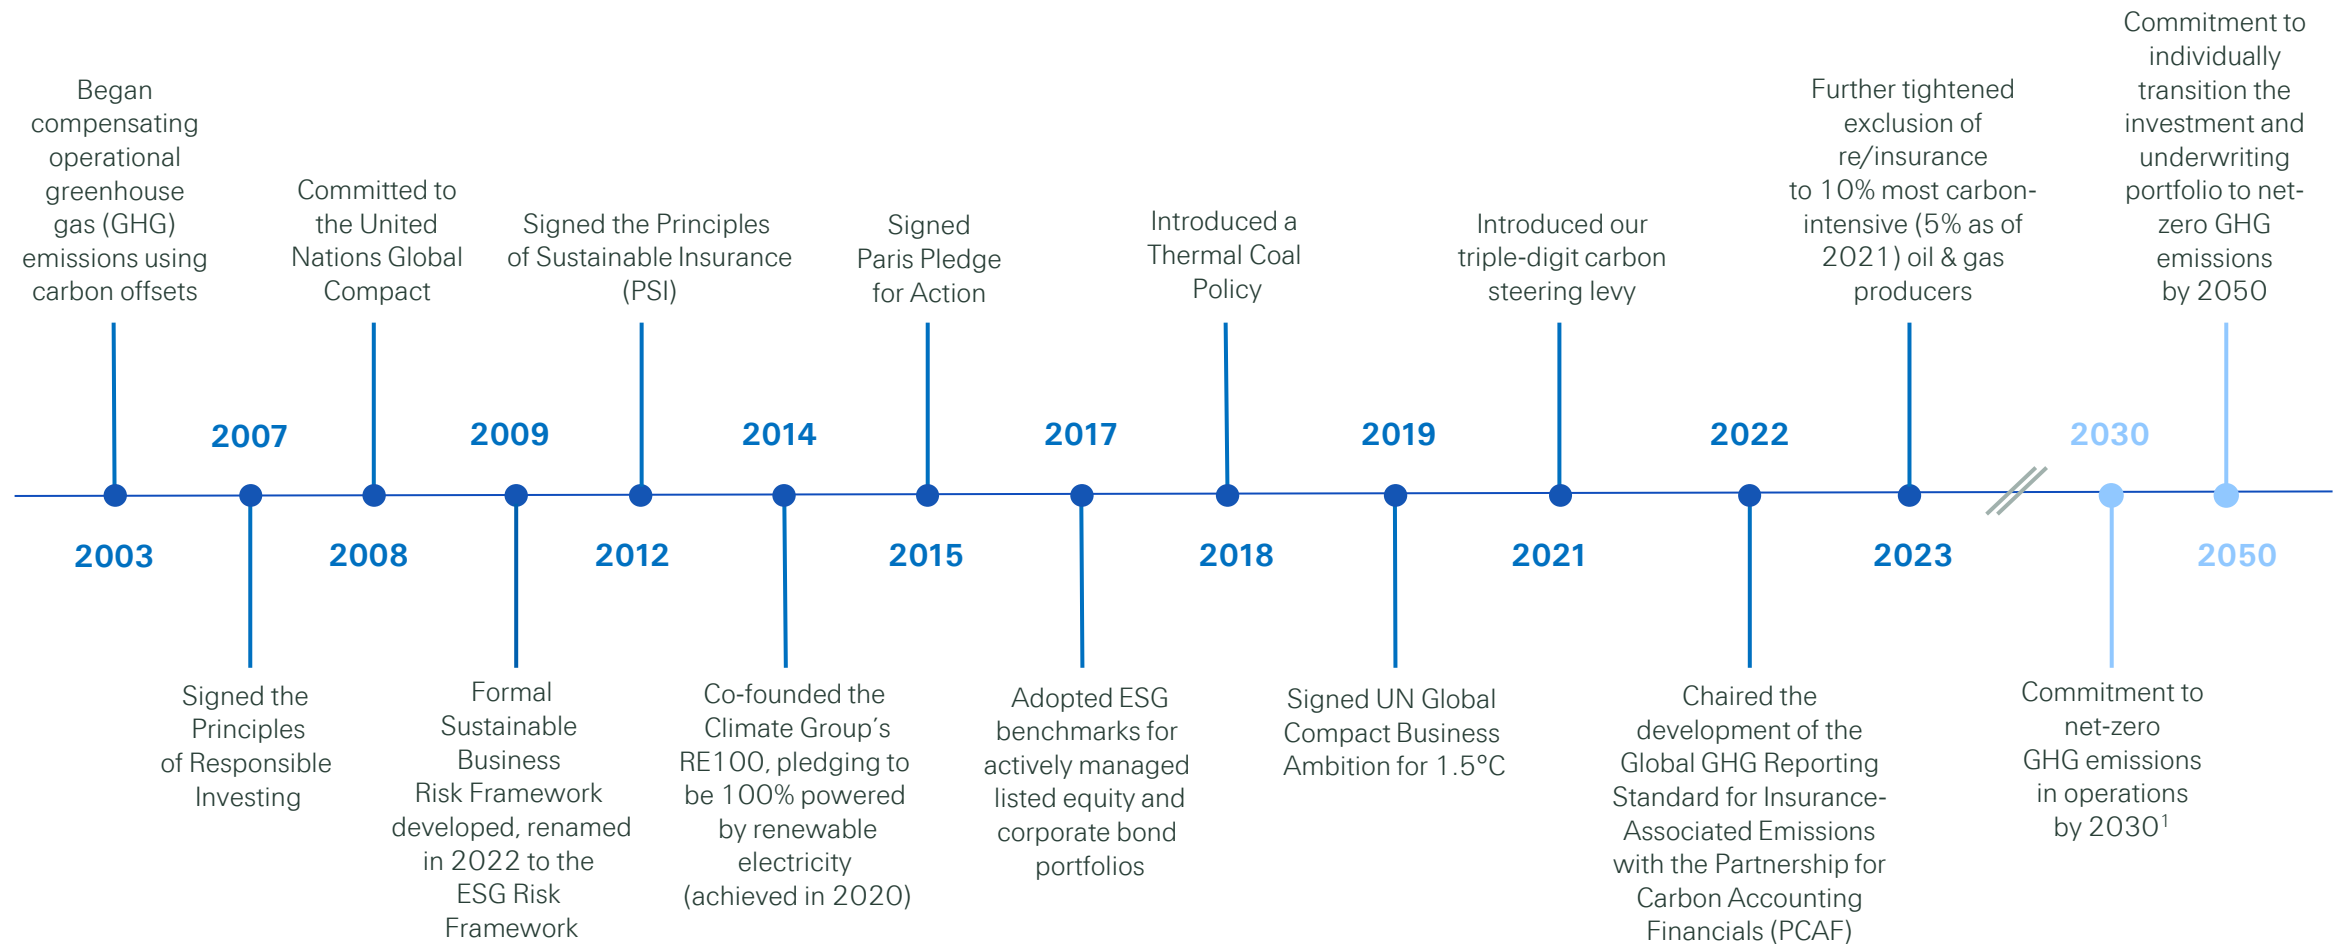 Began
compensating
operational
greenhouse
gas (GHG)
emissions using
carbon offsets
2003
2007
Signed the
Principles
of Responsible
Investing
Committed to
the United
Nations Global
Compact
2008
2009
Formal
Sustainable
Business
Risk Framework
developed, renamed
in 2022 to the
ESG Risk
Framework
Signed the Principles
of Sustainable Insurance
(PSI)
2012
2014
Co-founded the
Climate Group's
RE100, pledging to
be 100% powered
by renewable
electricity
(achieved in 2020)
Signed
Paris Pledge
for Action
2015
2017
Adopted ESG
benchmarks for
actively managed
listed equity and
corporate bond
portfolios
Introduced a
Thermal Coal
Policy
2018
2019
Signed UN Global
Compact Business
Ambition for 1.5°C
Introduced our
triple-digit carbon
steering levy
2021
2022
Chaired the
development of the
Global GHG Reporting
Standard for Insurance-
Associated Emissions
with the Partnership for
Carbon Accounting
Financials (PCAF)
Further tightened
exclusion of
re/insurance
to 10% most carbon-
intensive (5% as of
2021) oil & gas
producers
2023
2030
Commitment to
net-zero
GHG emissions
in operations
by 2030¹
Commitment to
individually
transition the
investment and
underwriting
portfolio to net-
zero GHG
emissions
by 2050
2050